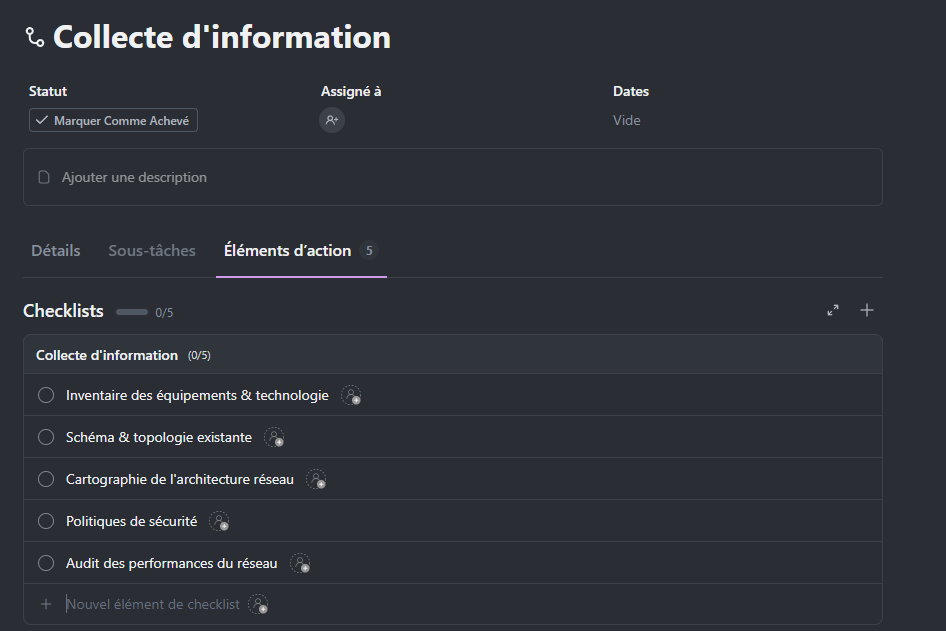 Collecte d'information
Statut Assigné à Dates
Marquer Comme Achevé Vide
Ajouter une description
Détails Sous-tâches Éléments d’action 5
Checklists 0/5
Collecte d'information (0/5)
Inventaire des équipements & technologie
Schéma & topologie existante
Cartographie de l'architecture réseau
Politiques de sécurité
Audit des performances du réseau
Nouvel élément de checklist